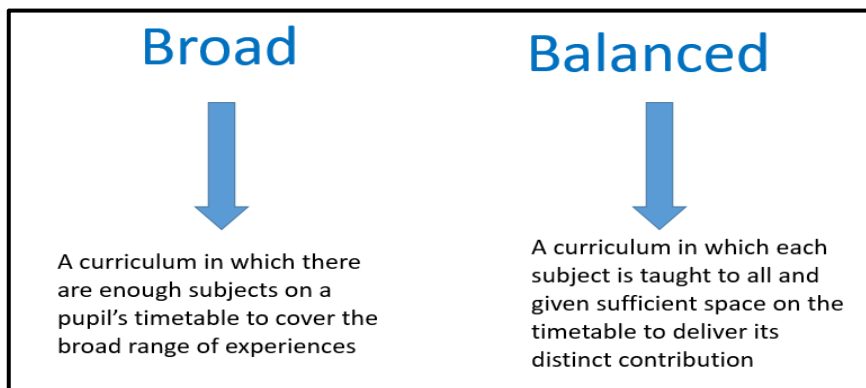 Broad
A curriculum in which there
are enough subjects on a
pupil’s timetable to cover the
broad range of experiences
Balanced
A curriculum in which each
subject is taught to all and
given sufficient space on the
timetable to deliver its
distinct contribution